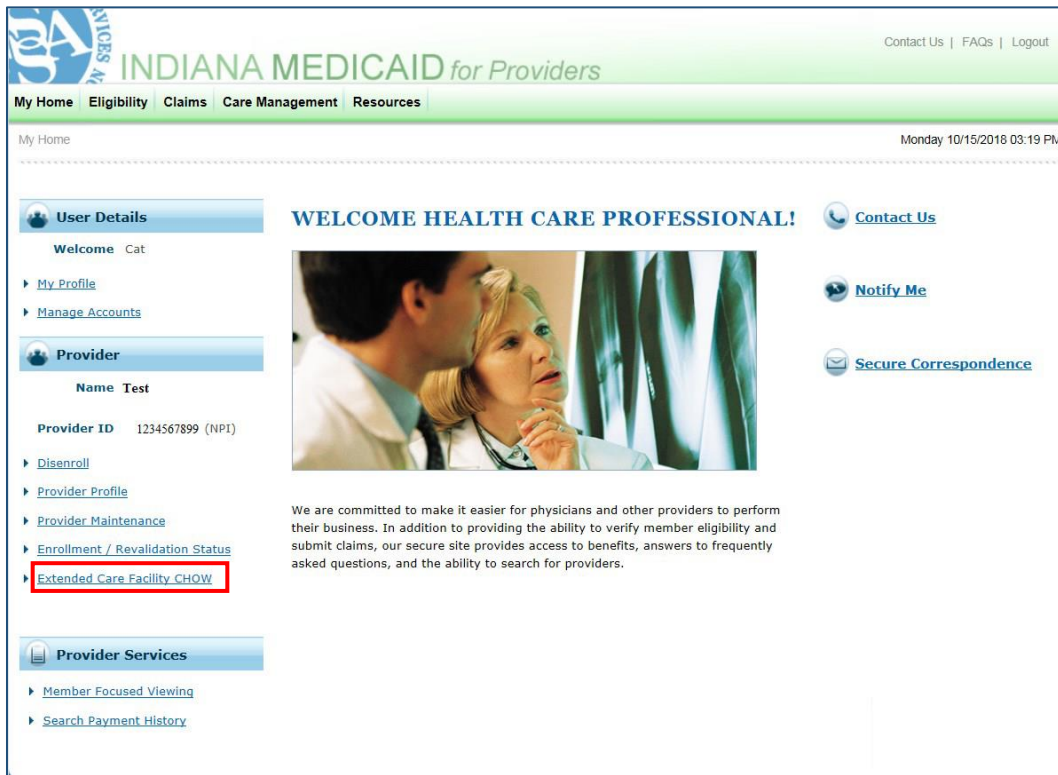 SERVICES
INDIANA MEDICAID for Providers
Contact Us | FAQs | Logout
My Home Eligibility Claims Care Management Resources
My Home
Monday 10/15/2018 03:19 PM
User Details
Welcome Cat
My Profile
Manage Accounts
Provider
Name Test
Provider ID 1234567899 (NPI)
Disenroll
Provider Profile
Provider Maintenance
Enrollment / Revalidation Status
Extended Care Facility CHOW
Provider Services
Member Focused Viewing
Search Payment History
WELCOME HEALTH CARE PROFESSIONAL!
We are committed to make it easier for physicians and other providers to perform
their business. In addition to providing the ability to verify member eligibility and
submit claims, our secure site provides access to benefits, answers to frequently
asked questions, and the ability to search for providers.
Contact Us
Notify Me
Secure Correspondence